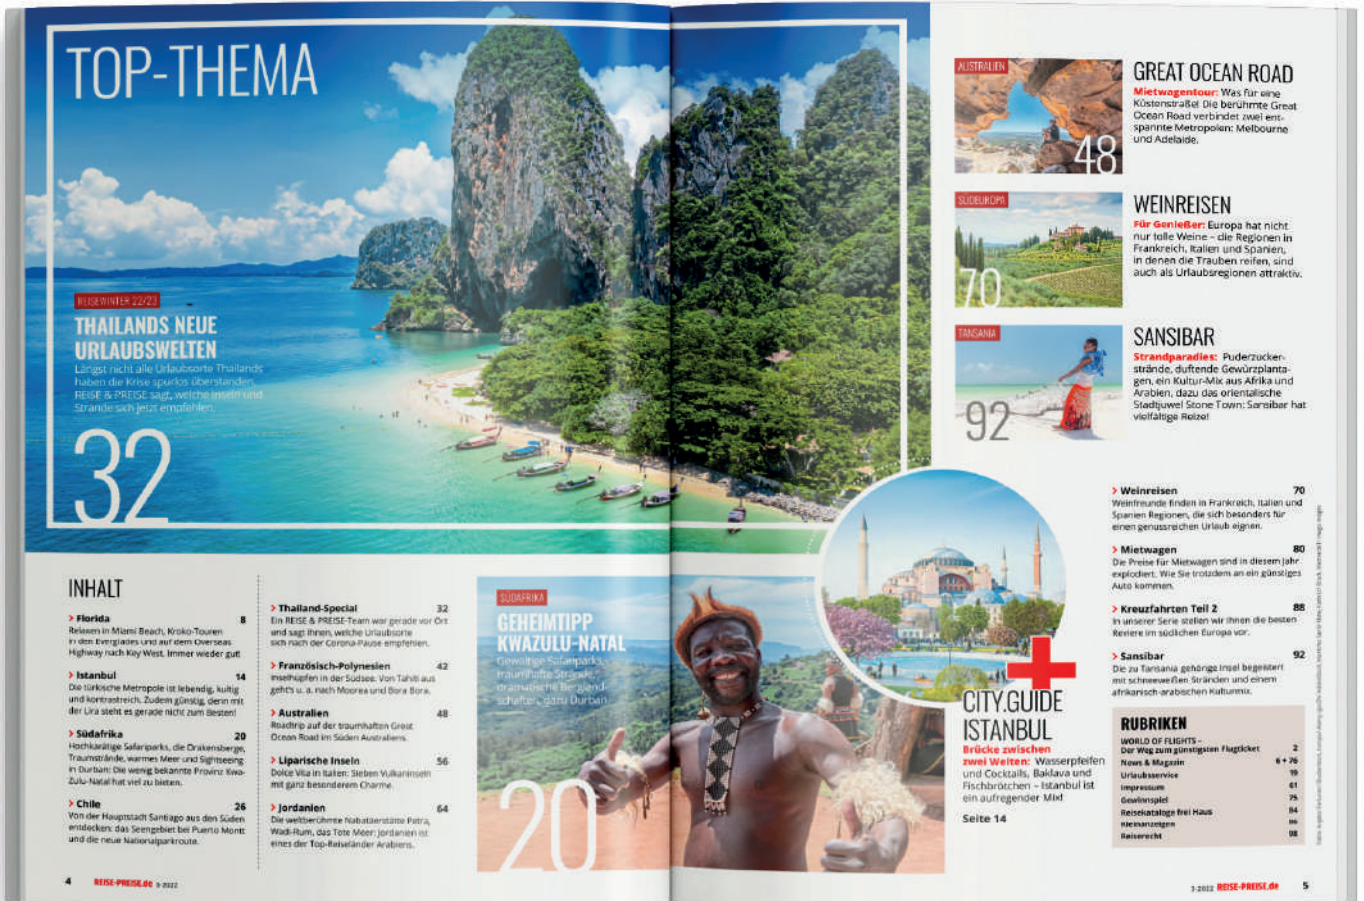 TOP-THEMA
REISEWINTER 22/23
THAILANDS NEUE
URLAUBSWELTEN
Längst nicht alle Urlaubsorte Thailands
haben die Krise spurlos überstanden.
REISE & PREISE sagt, welche Inseln und
Strände sich jetzt empfehlen.
32
INHALT
> Florida 8
Relaxen in Miami Beach, Kroko-Touren
in den Everglades und auf dem Overseas
Highway nach Key West. Immer wieder gut!
> Istanbul 14
Die türkische Metropole ist lebendig, kultig
und kontrastreich. Zudem günstig, denn mit
der Lira steht es gerade nicht zum Besten!
> Südafrika 20
Hochkarätige Safariparks, die Drakensberge,
Traumstrände, warmes Meer und Sightseeing
in Durban: Die wenig bekannte Provinz Kwa-
Zulu-Natal hat viel zu bieten.
> Chile 26
Von der Hauptstadt Santiago aus den Süden
entdecken: das Seengebiet bei Puerto Montt
und die neue Nationalparkroute.
> Thailand-Special 32
Ein REISE & PREISE-Team war gerade vor Ort
und sagt Ihnen, welche Urlaubsorte
sich nach der Corona-Pause empfehlen.
> Französisch-Polynesien 42
Inselhüpfen in der Südsee. Von Tahiti aus
geht's u. a. nach Moorea und Bora Bora.
> Australien 48
Roadtrip auf der traumhaften Great
Ocean Road im Süden Australiens.
> Liparische Inseln 56
Dolce Vita in Italien: Sieben Vulkaninseln
mit ganz besonderem Charme.
> Jordanien 64
Die weltberühmte Nabatäerstätte Petra,
Wadi-Rum, das Tote Meer: Jordanien ist
eines der Top-Reiseländer Arabiens.
SÜDAFRIKA
GEHEIMTIPP
KWAZULU-NATAL
Gewaltige Safariparks,
traumhafte Strände,
dramatische Bergland-
schaften, dazu Durban
20
4 REISE-PREISE.de 3-2022
AUSTRALIEN
48
GREAT OCEAN ROAD
Mietwagentour: Was für eine
Küstenstraße! Die berühmte Great
Ocean Road verbindet zwei ent-
spannte Metropolen: Melbourne
und Adelaide.
SÜDEUROPA
70
WEINREISEN
Für Genießer: Europa hat nicht
nur tolle Weine – die Regionen in
Frankreich, Italien und Spanien,
in denen die Trauben reifen, sind
auch als Urlaubsregionen attraktiv.
TANSANIA
92
SANSIBAR
Strandparadies: Puderzucker-
strände, duftende Gewürzplanta-
gen, ein Kultur-Mix aus Afrika und
Arabien, dazu das orientalische
Stadtjuwel Stone Town: Sansibar hat
vielfältige Reize!
CITY.GUIDE
ISTANBUL
Brücke zwischen
zwei Welten: Wasserpfeifen
und Cocktails, Baklava und
Fischbrötchen – Istanbul ist
ein aufregender Mix!
Seite 14
> Weinreisen 70
Weinfreunde finden in Frankreich, Italien und
Spanien Regionen, die sich besonders für
einen genussreichen Urlaub eignen.
> Mietwagen 80
Die Preise für Mietwagen sind in diesem Jahr
explodiert. Wie Sie trotzdem an ein günstiges
Auto kommen.
> Kreuzfahrten Teil 2 88
In unserer Serie stellen wir Ihnen die besten
Reviere im südlichen Europa vor.
> Sansibar 92
Die zu Tansania gehörige Insel begeistert
mit schneeweißen Stränden und einem
afrikanisch-arabischen Kulturmix.
RUBRIKEN
WORLD OF FLIGHTS –
Der Weg zum günstigsten Flugticket 2
News & Magazin 6 + 76
Urlaubsservice 19
Impressum 61
Gewinnspiel 75
Reisekataloge frei Haus 84
Kleinanzeigen 86
Reiserecht 98
3-2022 REISE-PREISE.de 5